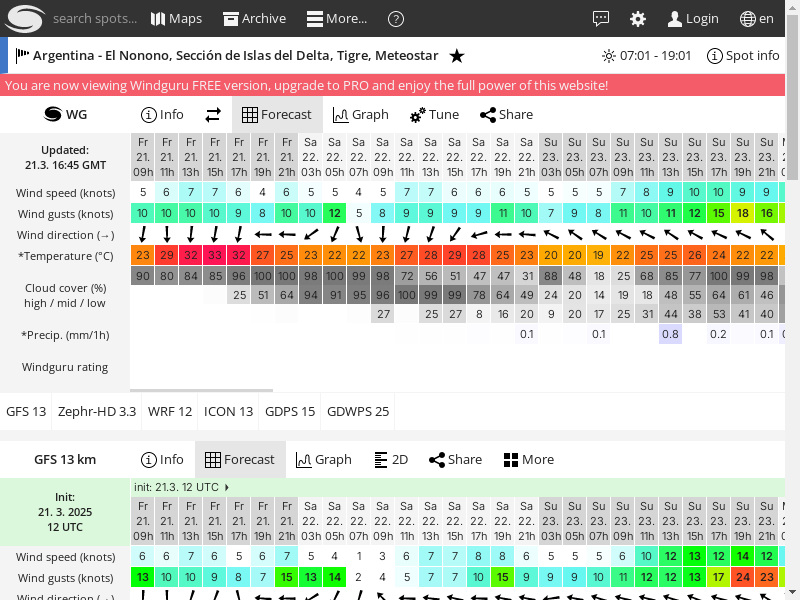 search spots... Maps Archive More... ? Login en
Argentina - El Nonono, Sección de Islas del Delta, Tigre, Meteostar 07:01 - 19:01 Spot info
You are now viewing Windguru FREE version, upgrade to PRO and enjoy the full power of this website!
WG Info Forecast Graph Tune Share
Updated:
21.3. 16:45 GMT
Fr Fr Fr Fr Fr Fr Fr Sa Sa Sa Sa Sa Sa Sa Sa Sa Sa Su Su Su Su Su Su Su Su Su Su
21. 21. 21. 21. 21. 21. 21. 22. 22. 22. 22. 22. 22. 22. 22. 22. 22. 23. 23. 23. 23. 23. 23. 23. 23. 23. 23.
09h 11h 13h 15h 17h 19h 21h 03h 05h 07h 09h 11h 13h 15h 17h 19h 21h 03h 05h 07h 09h 11h 13h 15h 17h 19h 21h
Wind speed (knots) 5 6 7 7 6 4 6 5 5 4 5 7 7 6 6 6 5 5 5 5 7 8 9 10 10 9 9
Wind gusts (knots) 10 10 10 10 9 8 10 10 12 5 8 9 9 9 9 11 10 7 9 8 11 10 11 12 15 18 16
Wind direction (→)
*Temperature (°C) 23 29 32 33 32 27 25 23 22 22 23 27 28 29 28 25 23 20 20 19 22 25 25 26 24 22 22
Cloud cover (%)
high / mid / low
90 80 84 85 96 100 100 98 100 99 98 72 56 51 47 47 31 88 48 18 25 68 85 77 100 99 98
25 51 64 94 91 95 96 100 99 99 78 64 49 24 20 14 19 18 48 55 64 61 46
27 25 27 8 16 20 9 20 17 25 31 44 38 53 41 40
*Precip. (mm/1h) 0.1 0.1 0.8 0.2 0.1
Windguru rating
GFS 13 Zephr-HD 3.3 WRF 12 ICON 13 GDPS 15 GDWPS 25
GFS 13 km Info Forecast Graph 2D Share More
Init:
21. 3. 2025
12 UTC
init: 21.3. 12 UTC
Fr Fr Fr Fr Fr Fr Fr Sa Sa Sa Sa Sa Sa Sa Sa Sa Sa Su Su Su Su Su Su Su Su Su Su
21. 21. 21. 21. 21. 21. 21. 22. 22. 22. 22. 22. 22. 22. 22. 22. 22. 23. 23. 23. 23. 23. 23. 23. 23. 23. 23.
09h 11h 13h 15h 17h 19h 21h 03h 05h 07h 09h 11h 13h 15h 17h 19h 21h 03h 05h 07h 09h 11h 13h 15h 17h 19h 21h
Wind speed (knots) 6 6 7 6 5 6 7 5 4 1 3 6 7 7 8 8 6 5 5 5 6 10 12 13 12 14 12
Wind gusts (knots) 13 10 10 9 8 7 15 13 14 2 4 5 7 7 10 15 9 9 9 10 11 12 12 13 17 24 23
Wind direction (→)